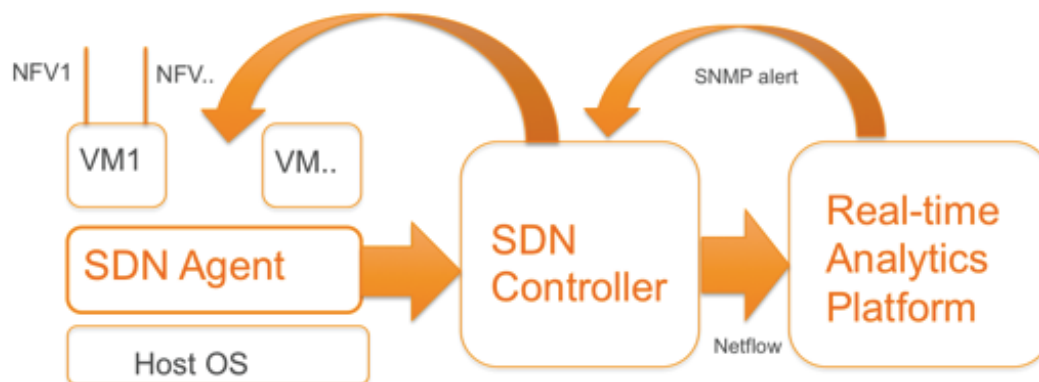 NFV1
NFV..
SNMP alert
VM1
VM..
SDN Agent
SDN
Controller
Real-time
Analytics
Platform
Netflow
Host OS